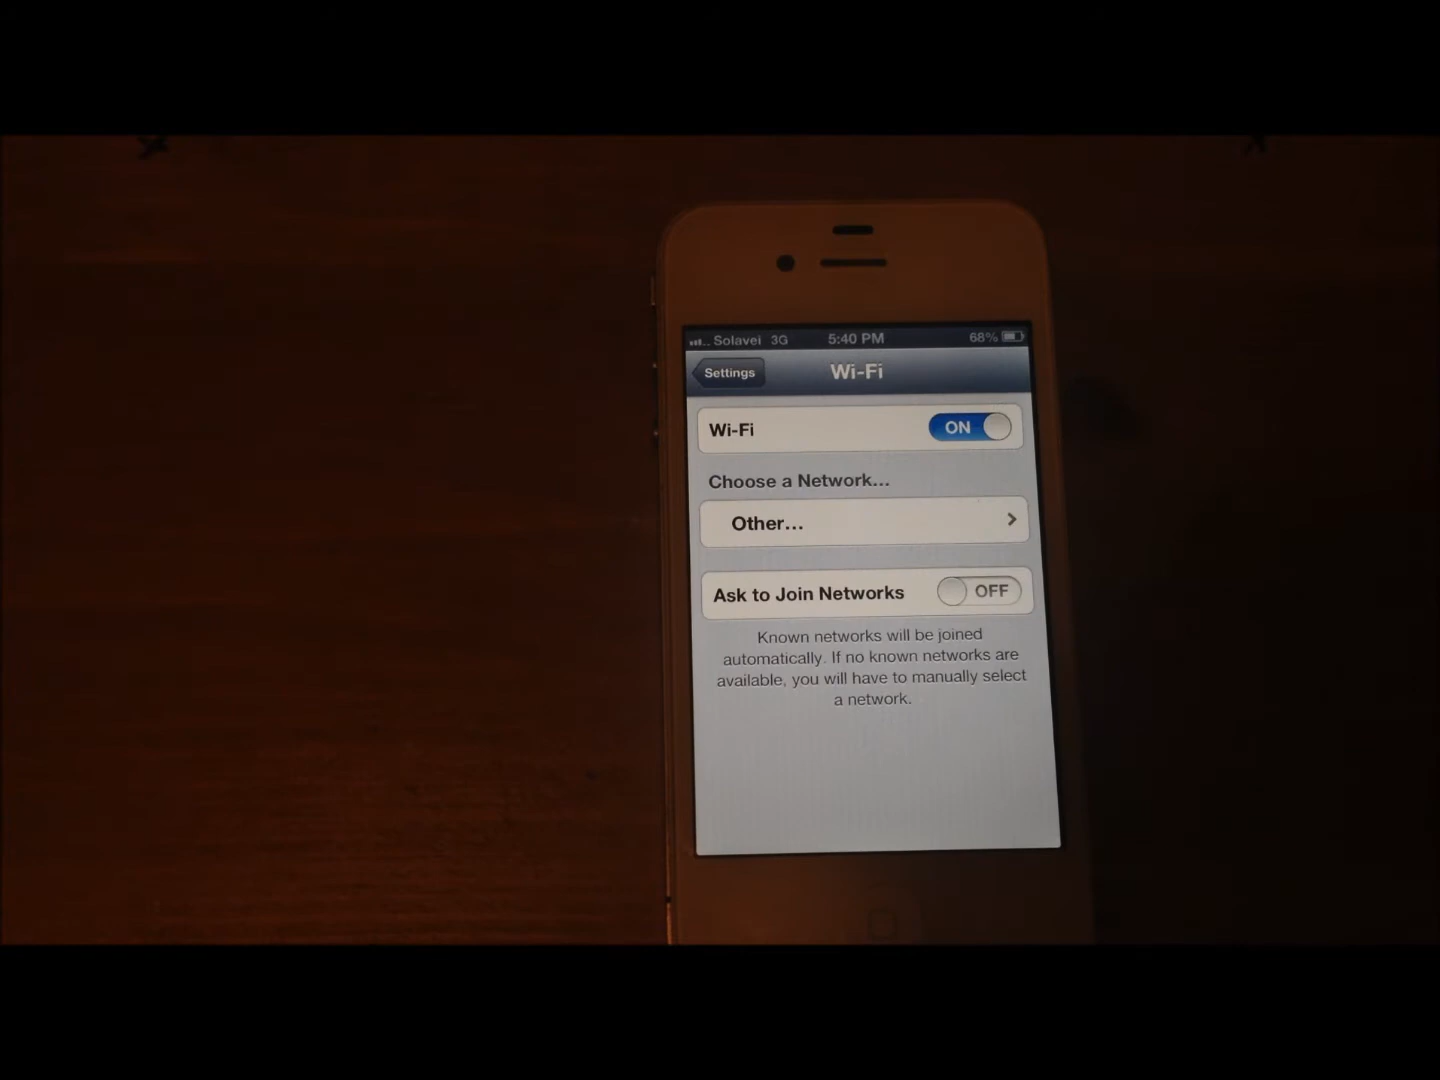 Solavei 3G 5:40 PM 68%
Settings Wi-Fi
Wi-Fi ON
Choose a Network...
Other...
Ask to Join Networks OFF
Known networks will be joined
automatically. If no known networks are
available, you will have to manually select
a network.